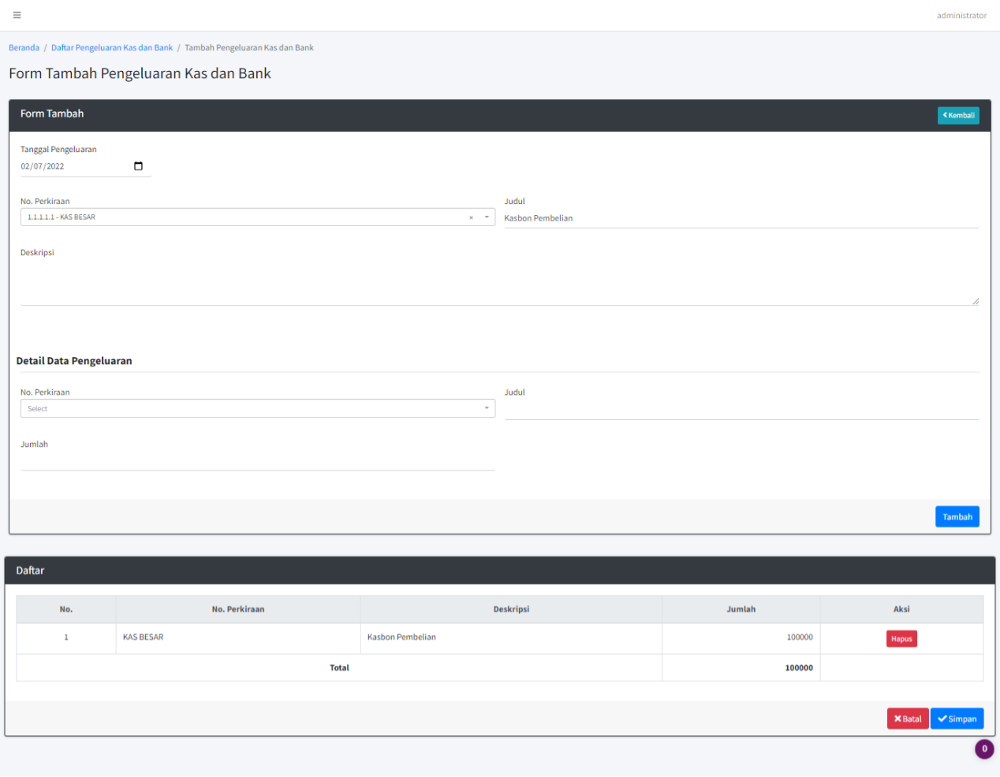 administrator
Beranda / Daftar Pengeluaran Kas dan Bank / Tambah Pengeluaran Kas dan Bank
Form Tambah Pengeluaran Kas dan Bank
Form Tambah
Kembali
Tanggal Pengeluaran
02/07/2022
No. Perkiraan
Judul
1.1.1.1.1 - KAS BESAR
×
Kasbon Pembelian
Deskripsi
Detail Data Pengeluaran
No. Perkiraan
Judul
Select
Jumlah
Tambah
Daftar
No. No. Perkiraan Deskripsi Jumlah Aksi
1 KAS BESAR Kasbon Pembelian 100000 Hapus
Total 100000
Batal Simpan
0